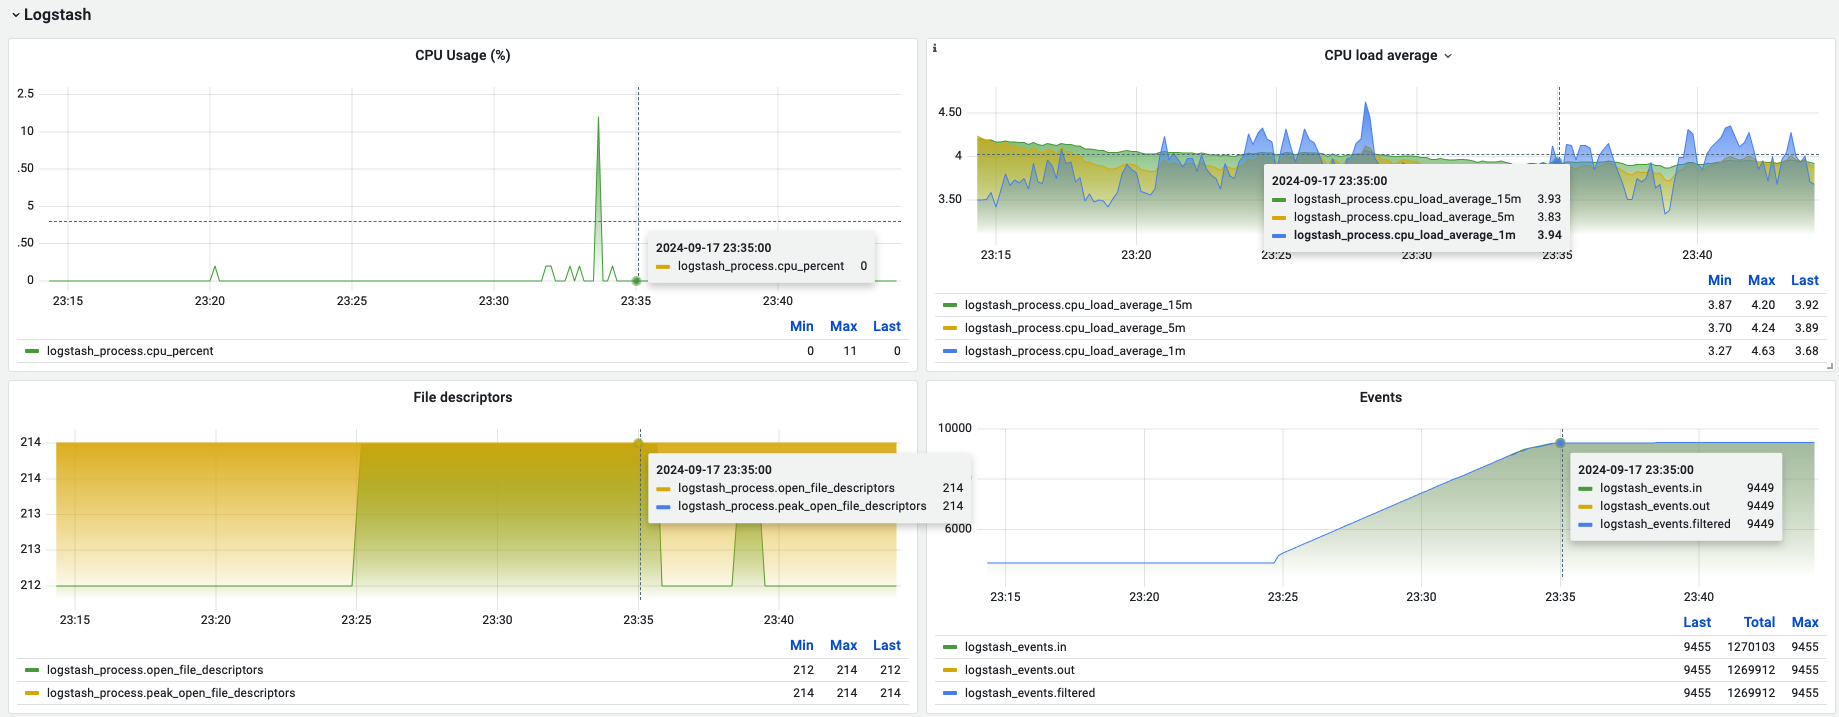 Logstash
CPU Usage (%)
2.5
10
.50
5
.50
0
23:15 23:20 23:25 23:30 23:35 23:40
2024-09-17 23:35:00
logstash_process.cpu_percent 0
Min Max Last
logstash_process.cpu_percent 0 11 0
i
CPU load average
4.50
4
3.50
23:15 23:20 23:25 23:30 23:35 23:40
2024-09-17 23:35:00
logstash_process.cpu_load_average_15m 3.93
logstash_process.cpu_load_average_5m 3.83
logstash_process.cpu_load_average_1m 3.94
Min Max Last
logstash_process.cpu_load_average_15m 3.87 4.20 3.92
logstash_process.cpu_load_average_5m 3.70 4.24 3.89
logstash_process.cpu_load_average_1m 3.27 4.63 3.68
File descriptors
214
214
213
213
212
23:15 23:20 23:25 23:30 23:35 23:40
2024-09-17 23:35:00
logstash_process.open_file_descriptors 214
logstash_process.peak_open_file_descriptors 214
Min Max Last
logstash_process.open_file_descriptors 212 214 212
logstash_process.peak_open_file_descriptors 214 214 214
Events
10000
6000
23:15 23:20 23:25 23:30 23:35 23:40
2024-09-17 23:35:00
logstash_events.in 9449
logstash_events.out 9449
logstash_events.filtered 9449
Last Total Max
logstash_events.in 9455 1270103 9455
logstash_events.out 9455 1269912 9455
logstash_events.filtered 9455 1269912 9455